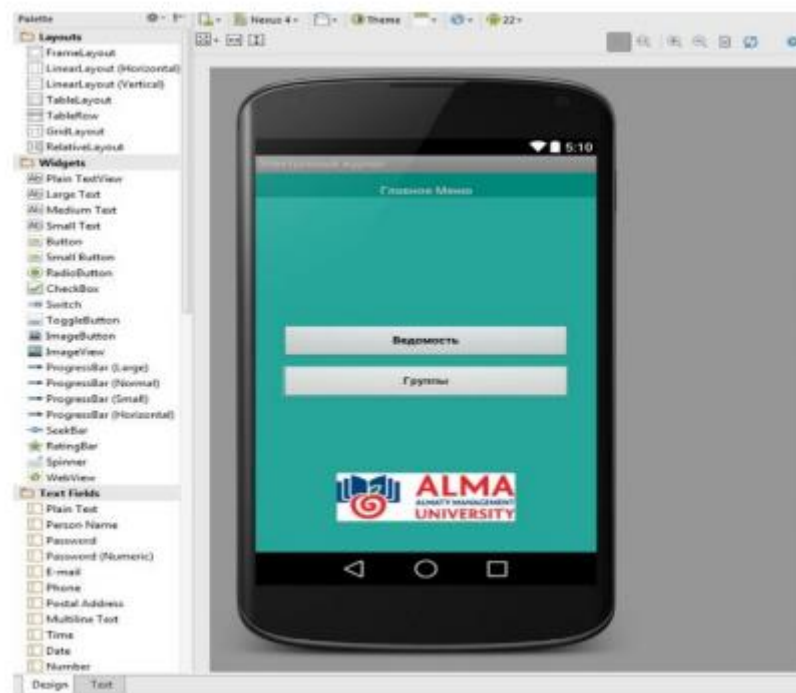 Palette
Nexus 4
Theme
22
Layouts
FrameLayout
LinearLayout (Horizontal)
LinearLayout (Vertical)
TableLayout
TableRow
GridLayout
RelativeLayout
Widgets
Plain TextView
Large Text
Medium Text
Small Text
Button
Small Button
RadioButton
CheckBox
Switch
ToggleButton
ImageButton
ImageView
ProgressBar (Large)
ProgressBar (Normal)
ProgressBar (Small)
ProgressBar (Horizontal)
SeekBar
RatingBar
Spinner
WebView
Text Fields
Plain Text
Person Name
Password
Password (Numeric)
E-mail
Phone
Postal Address
Multiline Text
Time
Date
Number
Design Text
5:10
Главное Меню
Ведомость
Группы
ALMA
ALMATY MANAGEMENT
UNIVERSITY